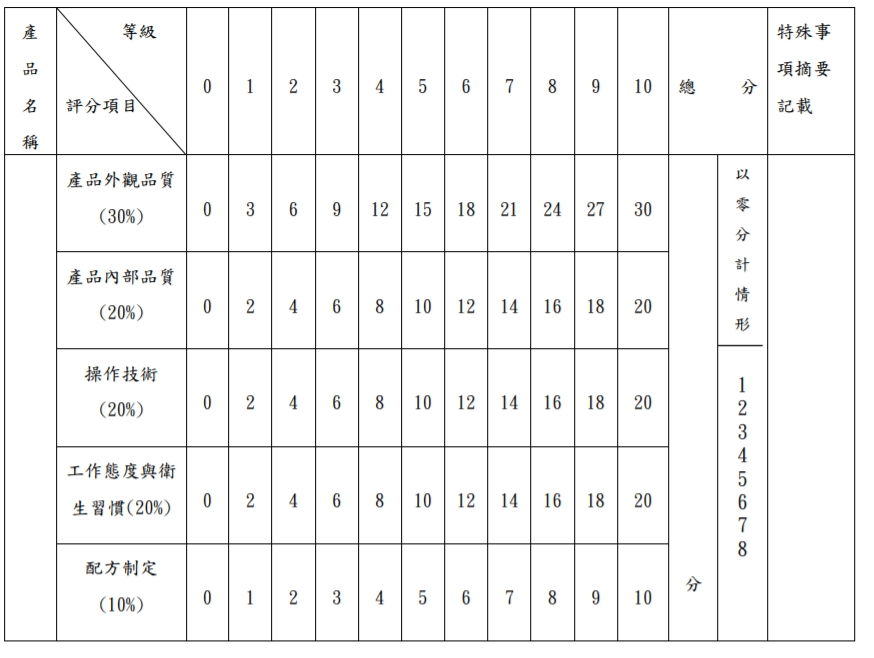 產品名稱
等級
評分項目
0 1 2 3 4 5 6 7 8 9 10
總 分
特殊事
項摘要
記載
產品外觀品質
(30%)
0 3 6 9 12 15 18 21 24 27 30
以零分計情形
產品內部品質
(20%)
0 2 4 6 8 10 12 14 16 18 20
操作技術
(20%)
0 2 4 6 8 10 12 14 16 18 20
1
2
3
4
5
6
7
8
工作態度與衛
生習慣(20%)
0 2 4 6 8 10 12 14 16 18 20
配方制定
(10%)
0 1 2 3 4 5 6 7 8 9 10
分